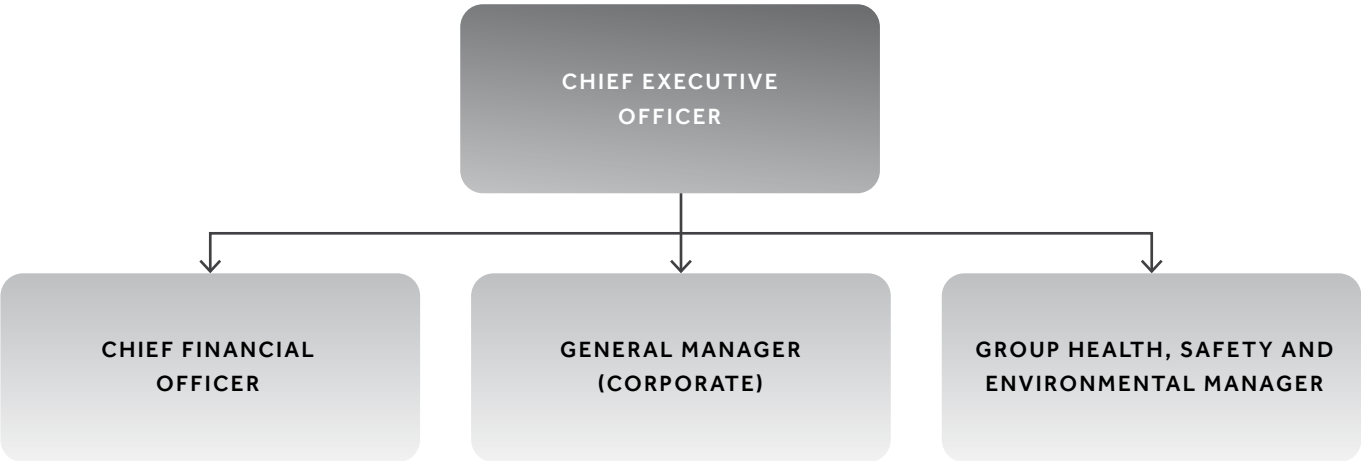 CHIEF EXECUTIVE
OFFICER
CHIEF FINANCIAL
OFFICER
GENERAL MANAGER
(CORPORATE)
GROUP HEALTH, SAFETY AND
ENVIRONMENTAL MANAGER